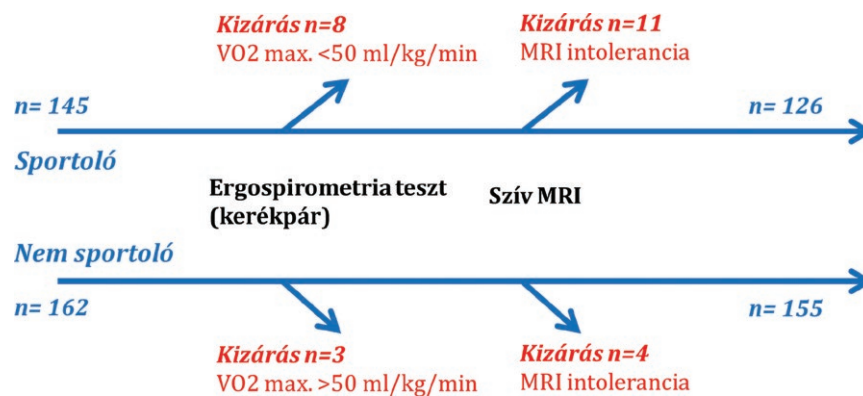 Kizárás n=8
VO2 max. <50 ml/kg/min
Kizárás n=11
MRI intolerancia
n= 145
n= 126
Sportoló
Ergospirometria teszt
(kerékpár)
Szív MRI
Nem sportoló
n= 162
n= 155
Kizárás n=3
VO2 max. >50 ml/kg/min
Kizárás n=4
MRI intolerancia